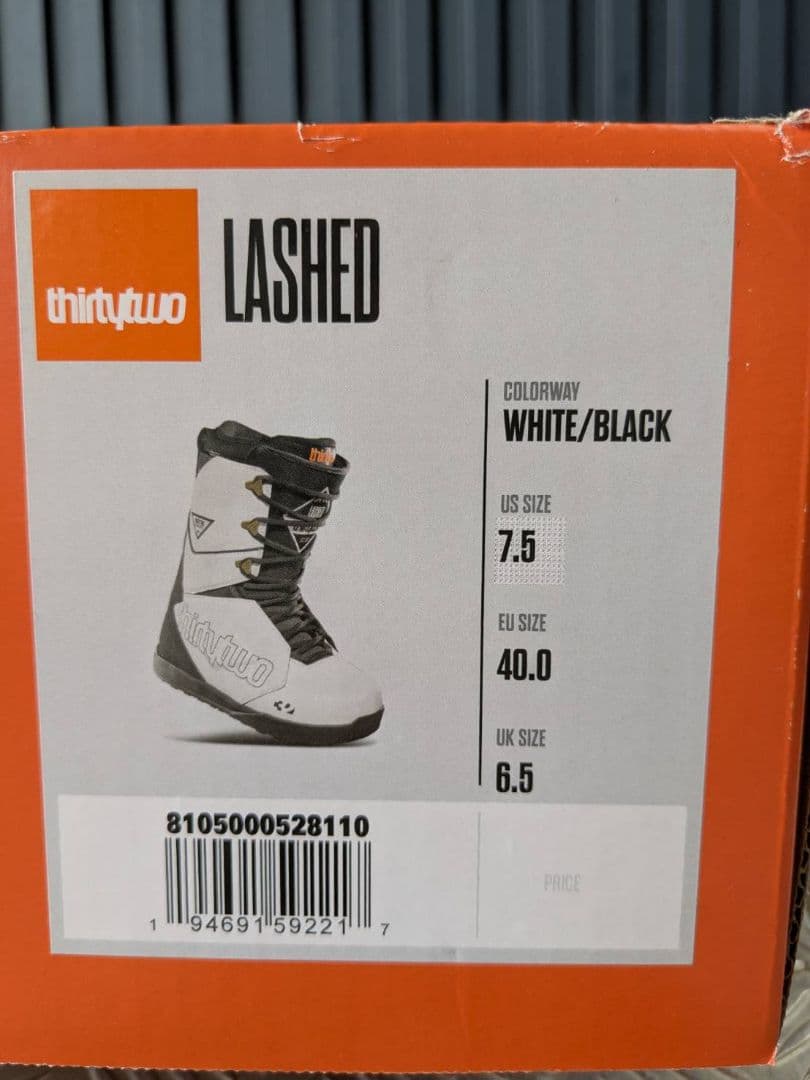 thirtytwo
LASHED
COLORWAY
WHITE/BLACK
US SIZE
7.5
EU SIZE
40.0
UK SIZE
6.5
thirtytwo
8105000528110
PRICE
1 94691 59221 7